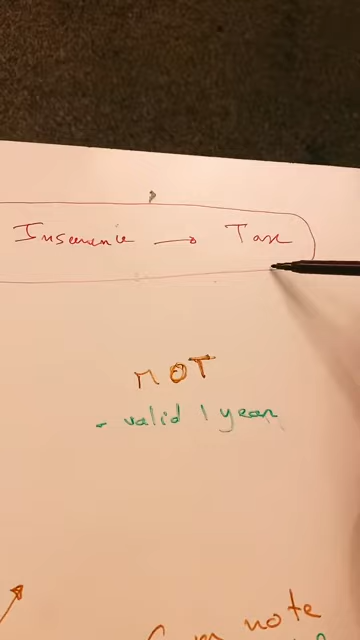 Insurance → Tax
MOT
- valid 1 year
note